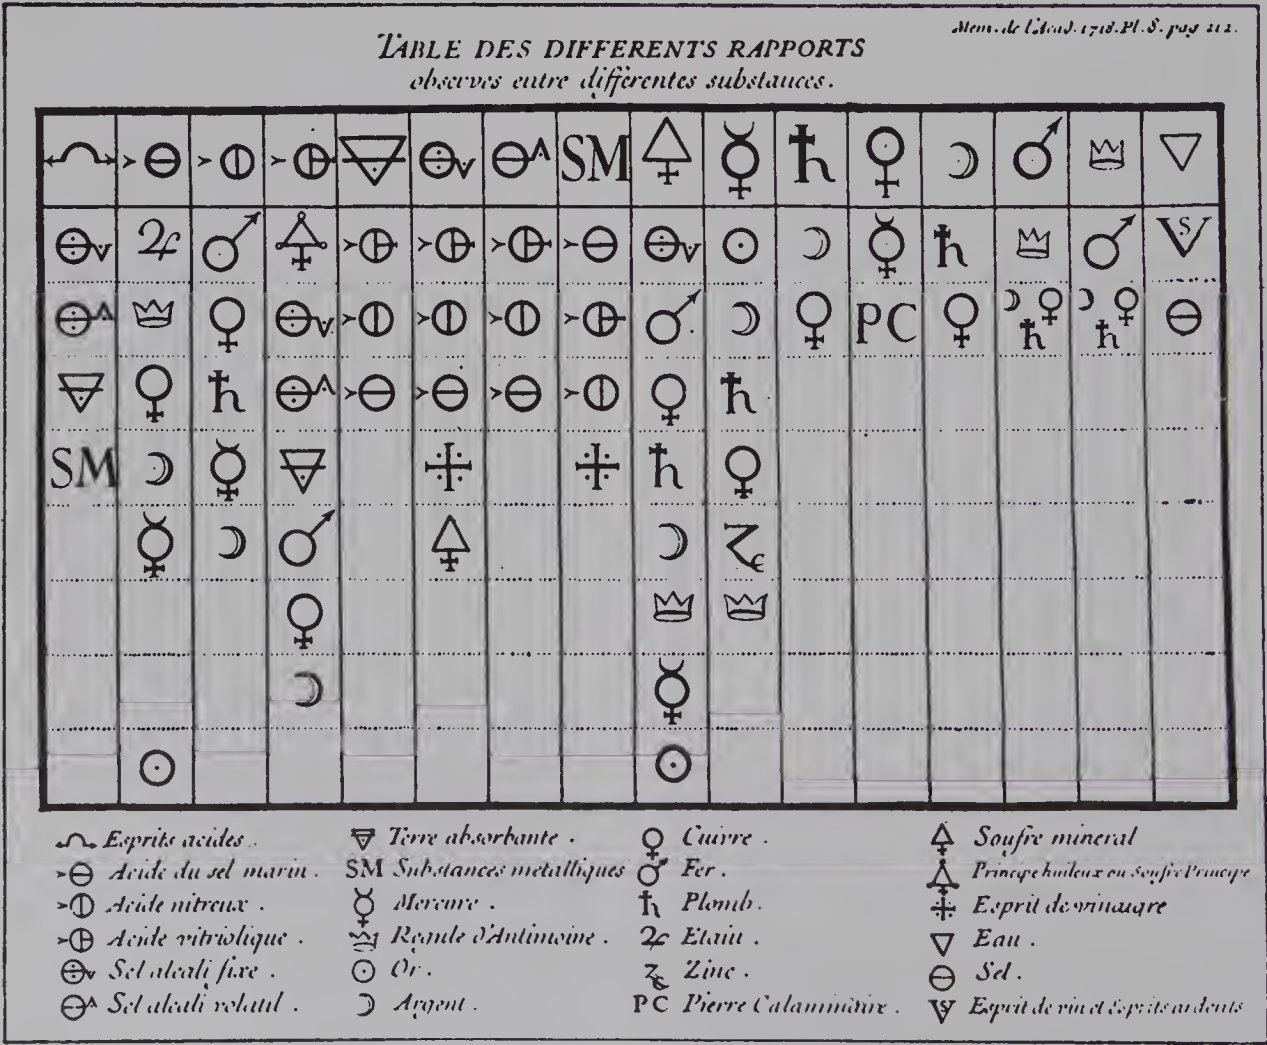 Mem. de l'Acad. 1718. Pl. 8. pag 212.
TABLE DES DIFFERENTS RAPPORTS
observés entre différentes substances.
SM
SM
PC
Esprits acides.
Acide du sel marin.
Acide nitreux.
Acide vitriolique.
Sel alcali fixe.
Sel alcali volatil.
Terre absorbante.
SM Substances metalliques
Mercure.
Regule d'Antimoine.
Or.
Argent.
Cuivre.
Fer.
Plomb.
Etain.
Zinc.
PC Pierre Calaminaire.
Soufre mineral
Principe huileux ou Soufre Principe
Esprit de vinaigre
Eau.
Sel.
Esprit de vin et Esprits ardents